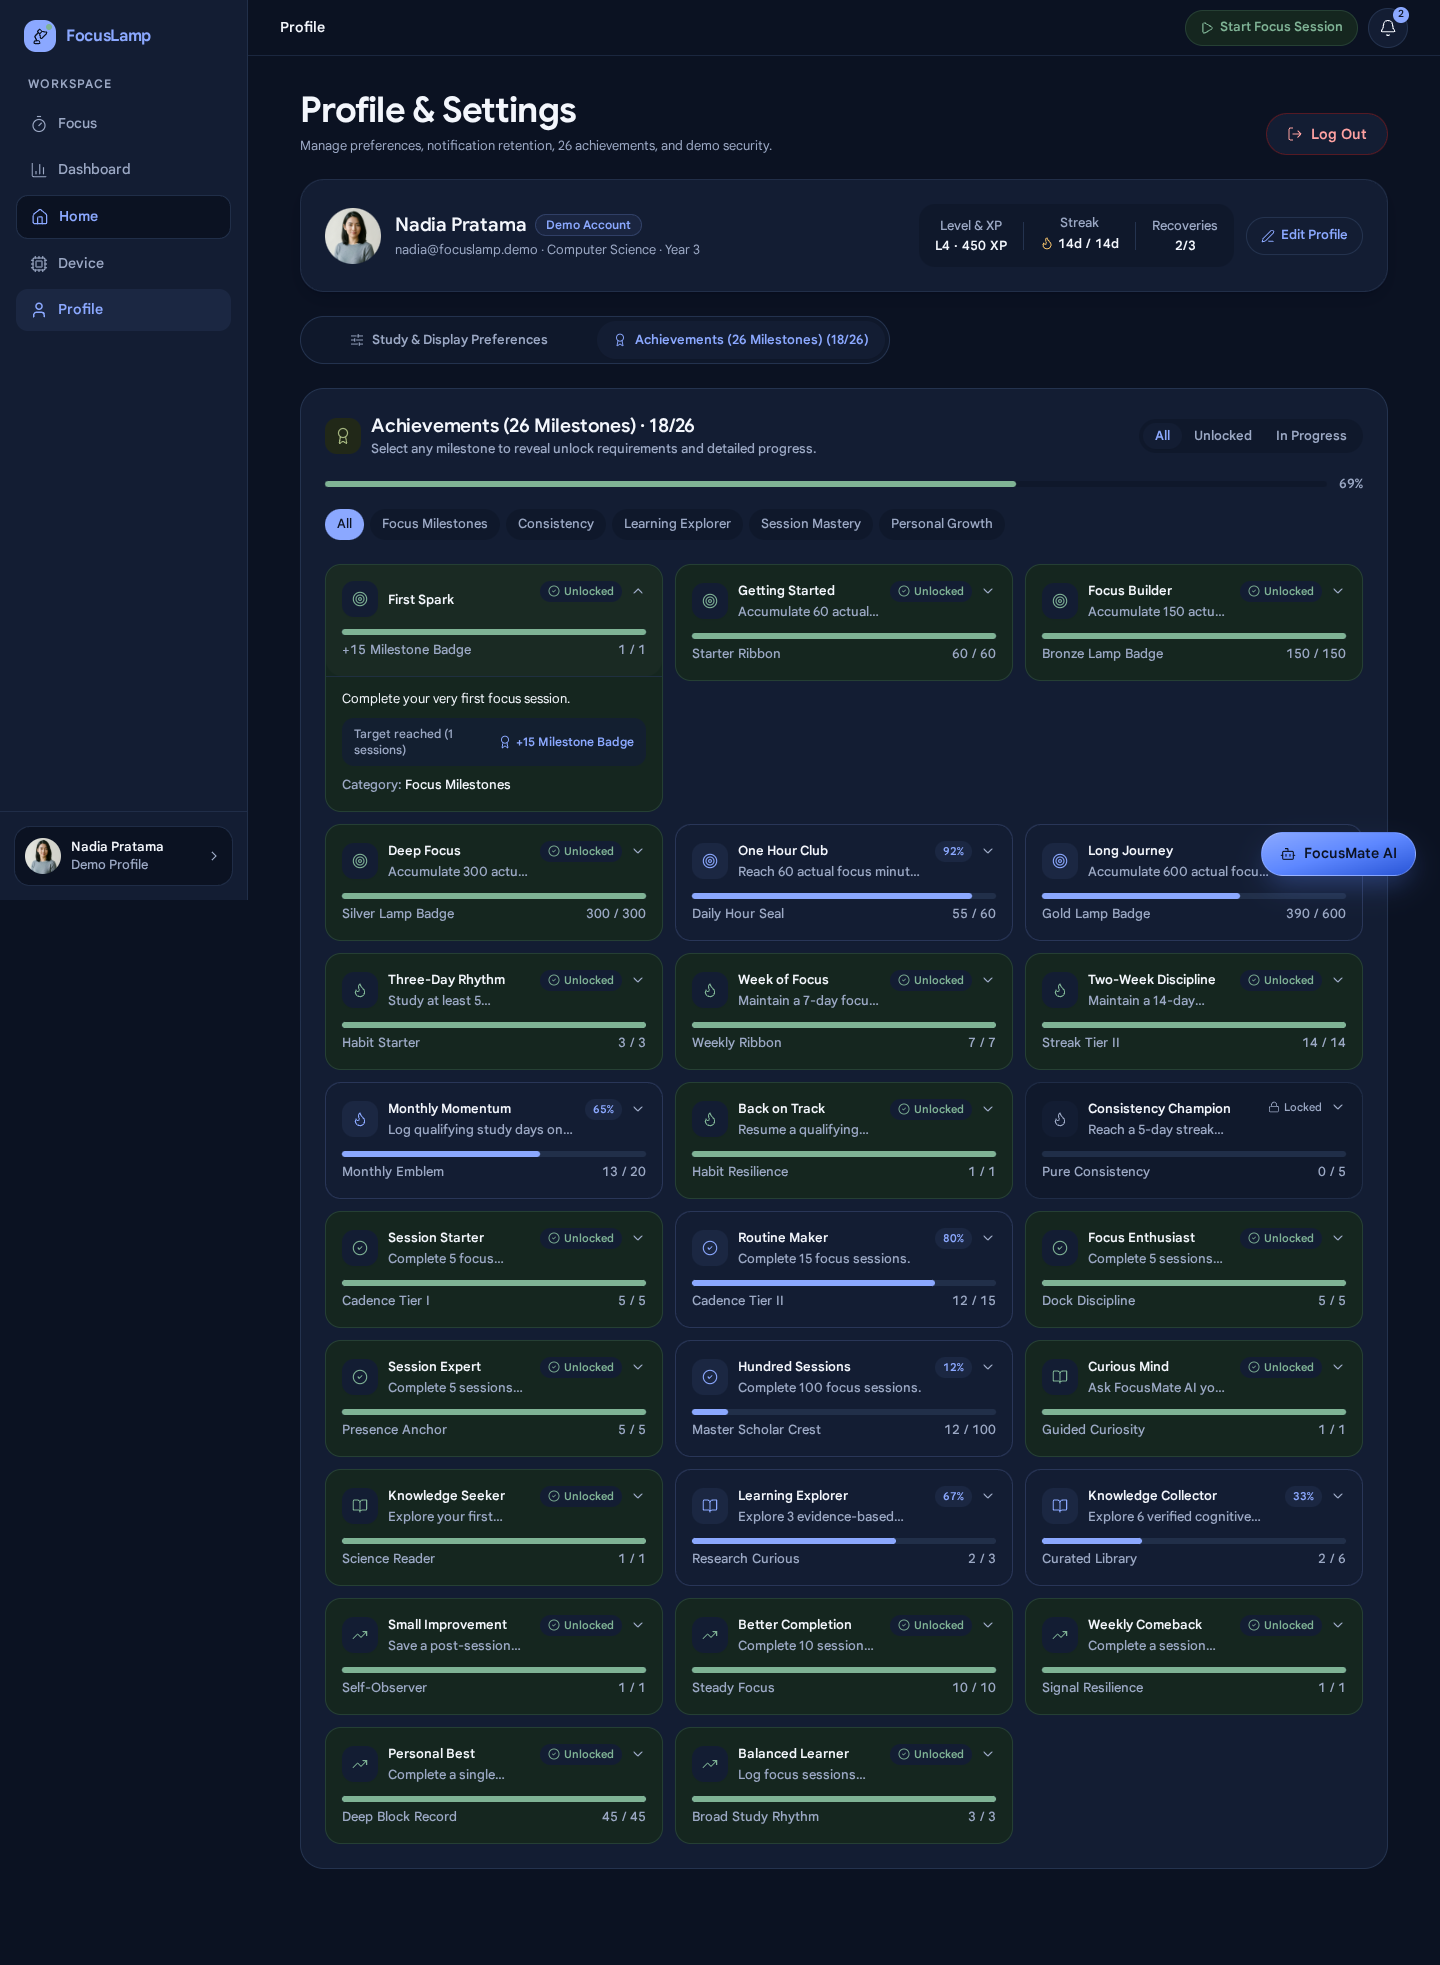 FocusLamp
WORKSPACE
Focus
Dashboard
Home
Device
Profile
Nadia Pratama
Demo Profile
Profile
Start Focus Session
2
Profile & Settings
Manage preferences, notification retention, 26 achievements, and demo security.
Log Out
Nadia Pratama
Demo Account
nadia@focuslamp.demo · Computer Science · Year 3
Level & XP
L4 · 450 XP
Streak
14d / 14d
Recoveries
2/3
Edit Profile
Study & Display Preferences
Achievements (26 Milestones) (18/26)
Achievements (26 Milestones) · 18/26
Select any milestone to reveal unlock requirements and detailed progress.
All
Unlocked
In Progress
69%
All
Focus Milestones
Consistency
Learning Explorer
Session Mastery
Personal Growth
First Spark
Unlocked
+15 Milestone Badge
1 / 1
Complete your very first focus session.
Target reached (1
sessions)
+15 Milestone Badge
Category: Focus Milestones
Getting Started
Unlocked
Accumulate 60 actual...
Starter Ribbon
60 / 60
Focus Builder
Unlocked
Accumulate 150 actu...
Bronze Lamp Badge
150 / 150
Deep Focus
Unlocked
Accumulate 300 actu...
Silver Lamp Badge
300 / 300
One Hour Club
92%
Reach 60 actual focus minut...
Daily Hour Seal
55 / 60
Long Journey
Accumulate 600 actual focu...
Gold Lamp Badge
390 / 600
FocusMate AI
Three-Day Rhythm
Unlocked
Study at least 5...
Habit Starter
3 / 3
Week of Focus
Unlocked
Maintain a 7-day focu...
Weekly Ribbon
7 / 7
Two-Week Discipline
Unlocked
Maintain a 14-day...
Streak Tier II
14 / 14
Monthly Momentum
65%
Log qualifying study days on...
Monthly Emblem
13 / 20
Back on Track
Unlocked
Resume a qualifying...
Habit Resilience
1 / 1
Consistency Champion
Locked
Reach a 5-day streak...
Pure Consistency
0 / 5
Session Starter
Unlocked
Complete 5 focus...
Cadence Tier I
5 / 5
Routine Maker
80%
Complete 15 focus sessions.
Cadence Tier II
12 / 15
Focus Enthusiast
Unlocked
Complete 5 sessions...
Dock Discipline
5 / 5
Session Expert
Unlocked
Complete 5 sessions...
Presence Anchor
5 / 5
Hundred Sessions
12%
Complete 100 focus sessions.
Master Scholar Crest
12 / 100
Curious Mind
Unlocked
Ask FocusMate AI yo...
Guided Curiosity
1 / 1
Knowledge Seeker
Unlocked
Explore your first...
Science Reader
1 / 1
Learning Explorer
67%
Explore 3 evidence-based...
Research Curious
2 / 3
Knowledge Collector
33%
Explore 6 verified cognitive...
Curated Library
2 / 6
Small Improvement
Unlocked
Save a post-session...
Self-Observer
1 / 1
Better Completion
Unlocked
Complete 10 session...
Steady Focus
10 / 10
Weekly Comeback
Unlocked
Complete a session...
Signal Resilience
1 / 1
Personal Best
Unlocked
Complete a single...
Deep Block Record
45 / 45
Balanced Learner
Unlocked
Log focus sessions...
Broad Study Rhythm
3 / 3